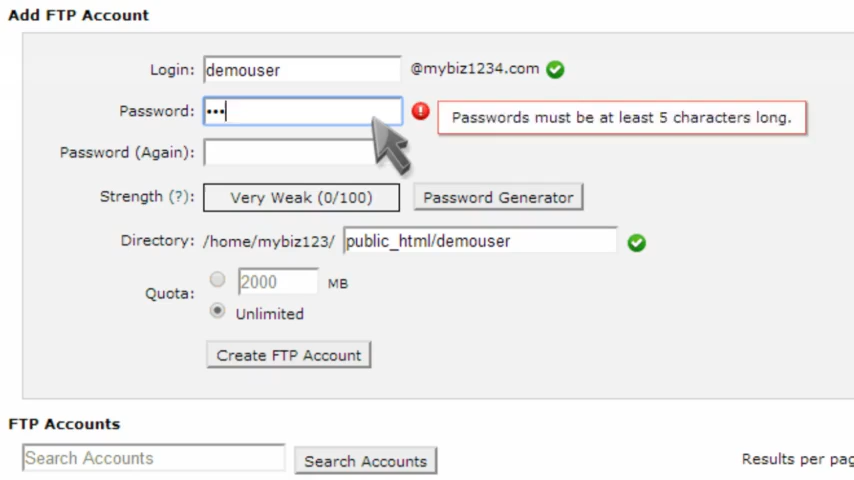 Add FTP Account
Login: demouser @mybiz1234.com
Password: ••• Passwords must be at least 5 characters long.
Password (Again):
Strength (?): Very Weak (0/100) Password Generator
Directory: /home/mybiz123/ public_html/demouser
Quota: 2000 MB
Unlimited
Create FTP Account
FTP Accounts
Search Accounts Search Accounts Results per